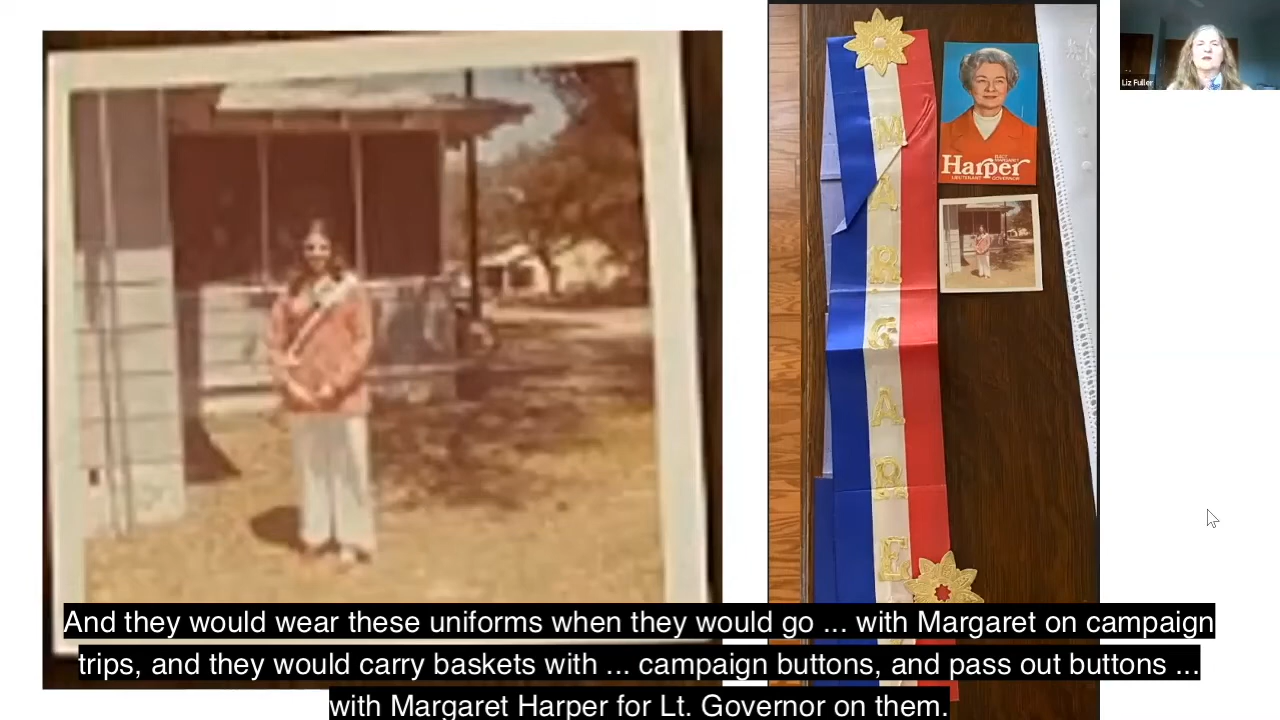 M
A
R
G
A
R
E
ELECT
MARGARET
Harper
LIEUTENANT GOVERNOR
Liz Fuller
And they would wear these uniforms when they would go ... with Margaret on campaign
trips, and they would carry baskets with ... campaign buttons, and pass out buttons ...
with Margaret Harper for Lt. Governor on them.